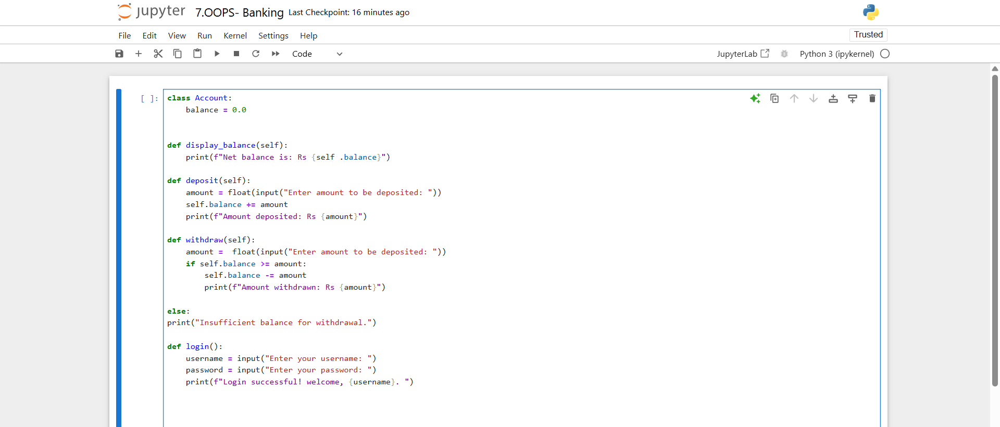 jupyter 7.OOPS- Banking Last Checkpoint: 16 minutes ago
File Edit View Run Kernel Settings Help Trusted
Code JupyterLab Python 3 (ipykernel)
[ ]: class Account:
    balance = 0.0
def display_balance(self):
    print(f"Net balance is: Rs {self .balance}")
def deposit(self):
    amount = float(input("Enter amount to be deposited: "))
    self.balance += amount
    print(f"Amount deposited: Rs {amount}")
def withdraw(self):
    amount =  float(input("Enter amount to be deposited: "))
    if self.balance >= amount:
        self.balance -= amount
        print(f"Amount withdrawn: Rs {amount}")
else:
print("Insufficient balance for withdrawal.")
def login():
    username = input("Enter your username: ")
    password = input("Enter your password: ")
    print(f"Login successful! welcome, {username}. ")